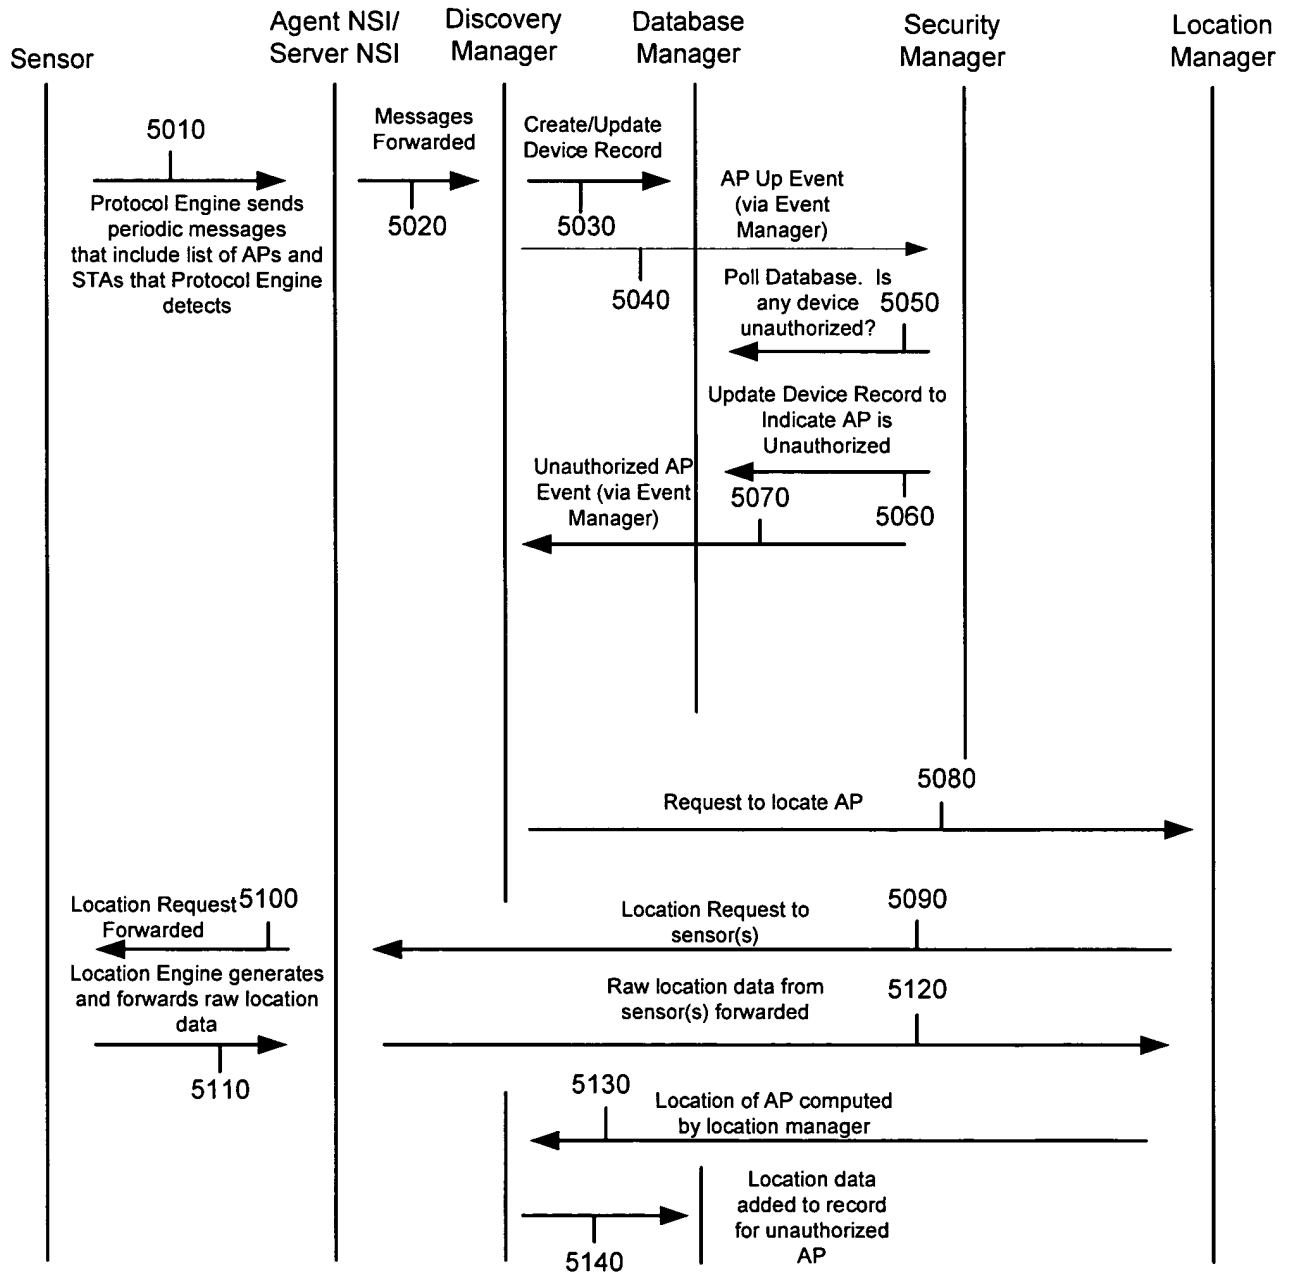 Sensor
Agent NSI/
Server NSI
Discovery
Manager
Database
Manager
Security
Manager
Location
Manager
5010
Protocol Engine sends
periodic messages
that include list of APs and
STAs that Protocol Engine
detects
Messages
Forwarded
5020
Create/Update
Device Record
5030
AP Up Event
(via Event
Manager)
5040
Poll Database. Is
any device
unauthorized?
5050
Update Device Record to
Indicate AP is
Unauthorized
5060
Unauthorized AP
Event (via Event
Manager)
5070
5080
Request to locate AP
5090
Location Request to
sensor(s)
5100
Location Request
Forwarded
Location Engine generates
and forwards raw location
data
5110
Raw location data from
sensor(s) forwarded
5120
5130
Location of AP computed
by location manager
Location data
added to record
for unauthorized
AP
5140